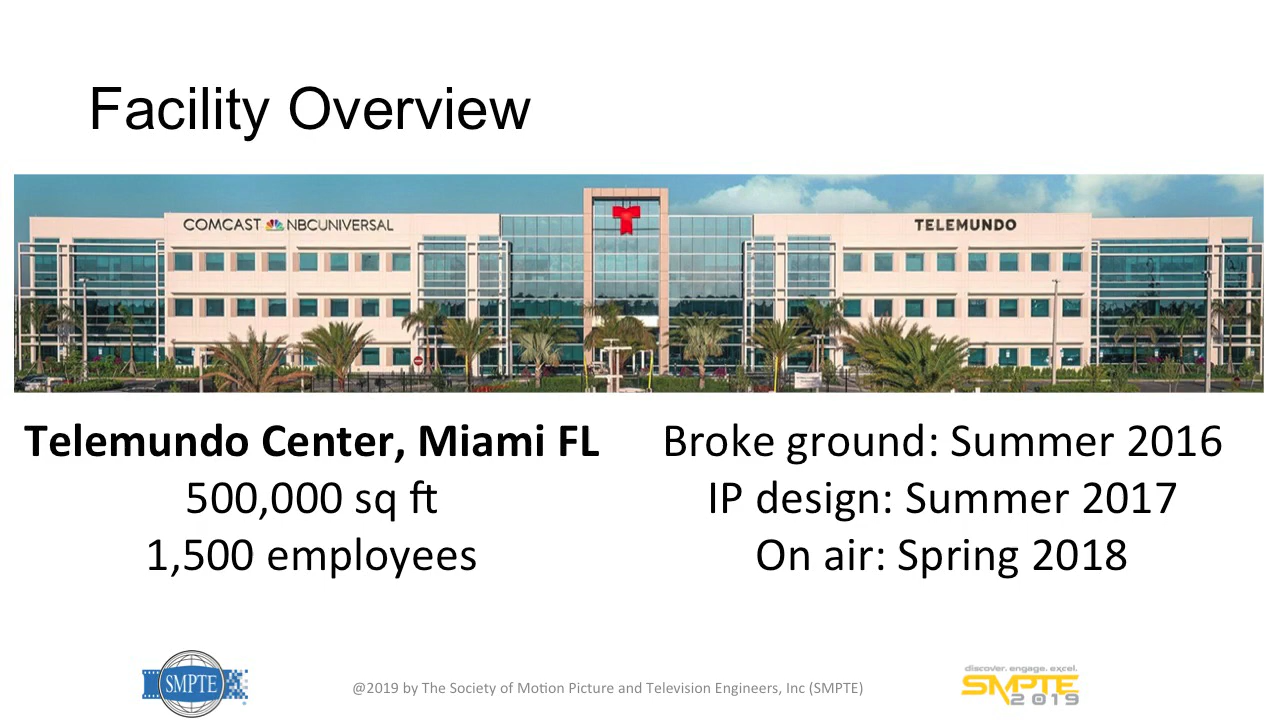 Facility Overview
COMCAST NBCUNIVERSAL
TELEMUNDO
Telemundo Center, Miami FL
500,000 sq ft
1,500 employees
Broke ground: Summer 2016
IP design: Summer 2017
On air: Spring 2018
SMPTE
@2019 by The Society of Motion Picture and Television Engineers, Inc (SMPTE)
discover. engage. excel.
SMPTE
2019